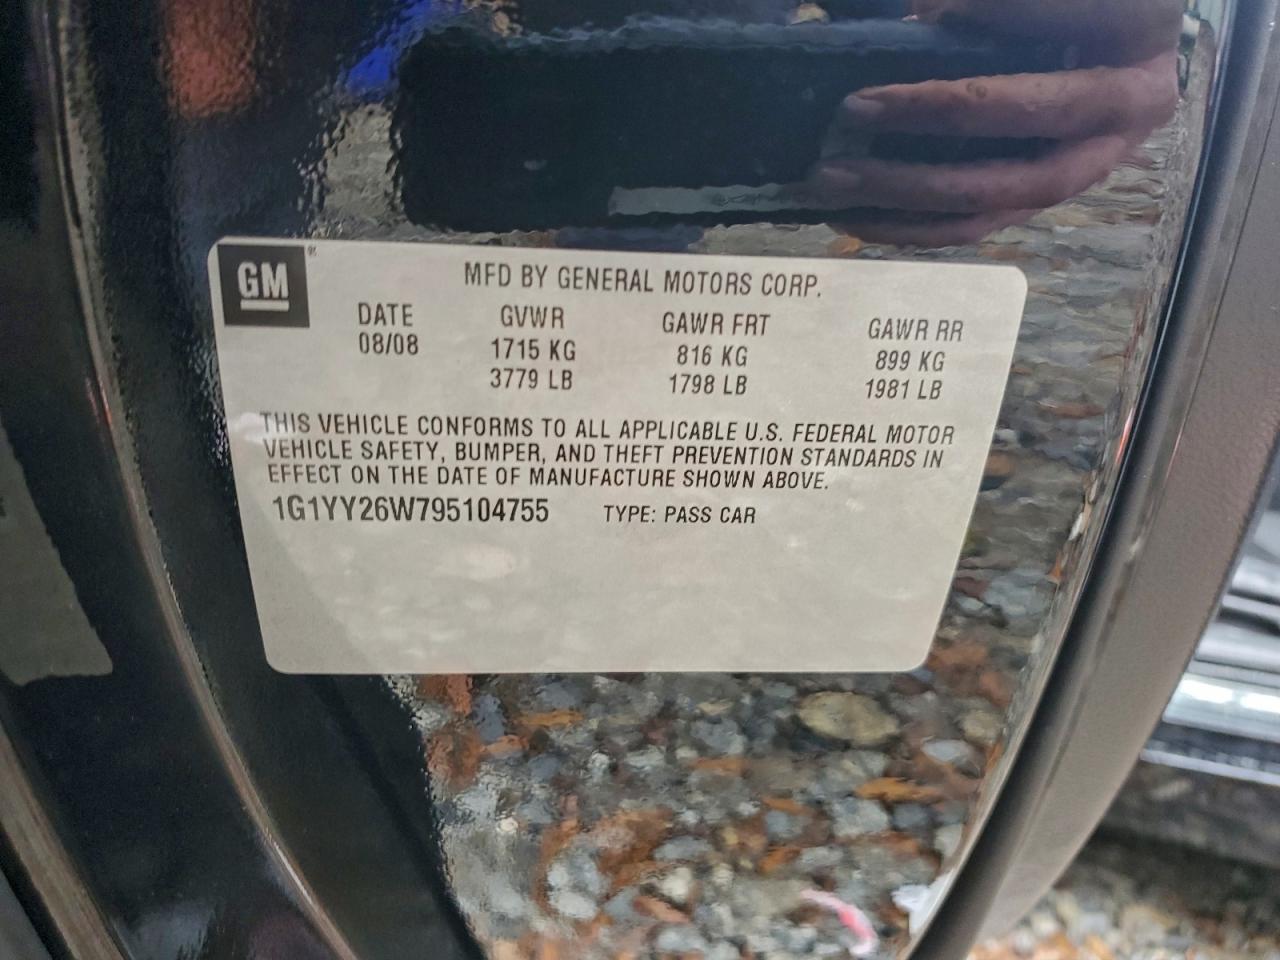 GM
MFD BY GENERAL MOTORS CORP.
DATE GVWR GAWR FRT GAWR RR
08/08 1715 KG 816 KG 899 KG
3779 LB 1798 LB 1981 LB
THIS VEHICLE CONFORMS TO ALL APPLICABLE U.S. FEDERAL MOTOR
VEHICLE SAFETY, BUMPER, AND THEFT PREVENTION STANDARDS IN
EFFECT ON THE DATE OF MANUFACTURE SHOWN ABOVE.
1G1YY26W795104755 TYPE: PASS CAR